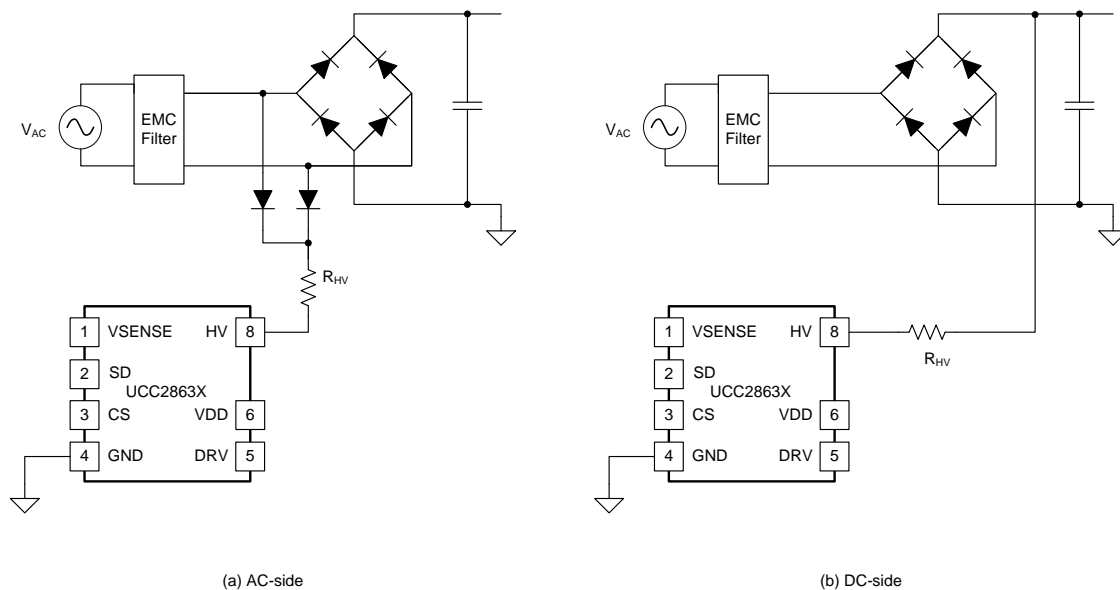 V_AC
EMC
Filter
R_HV
1 VSENSE HV 8
2 SD
UCC2863X
3 CS VDD 6
4 GND DRV 5
(a) AC-side
V_AC
EMC
Filter
R_HV
1 VSENSE HV 8
2 SD
UCC2863X
3 CS VDD 6
4 GND DRV 5
(b) DC-side